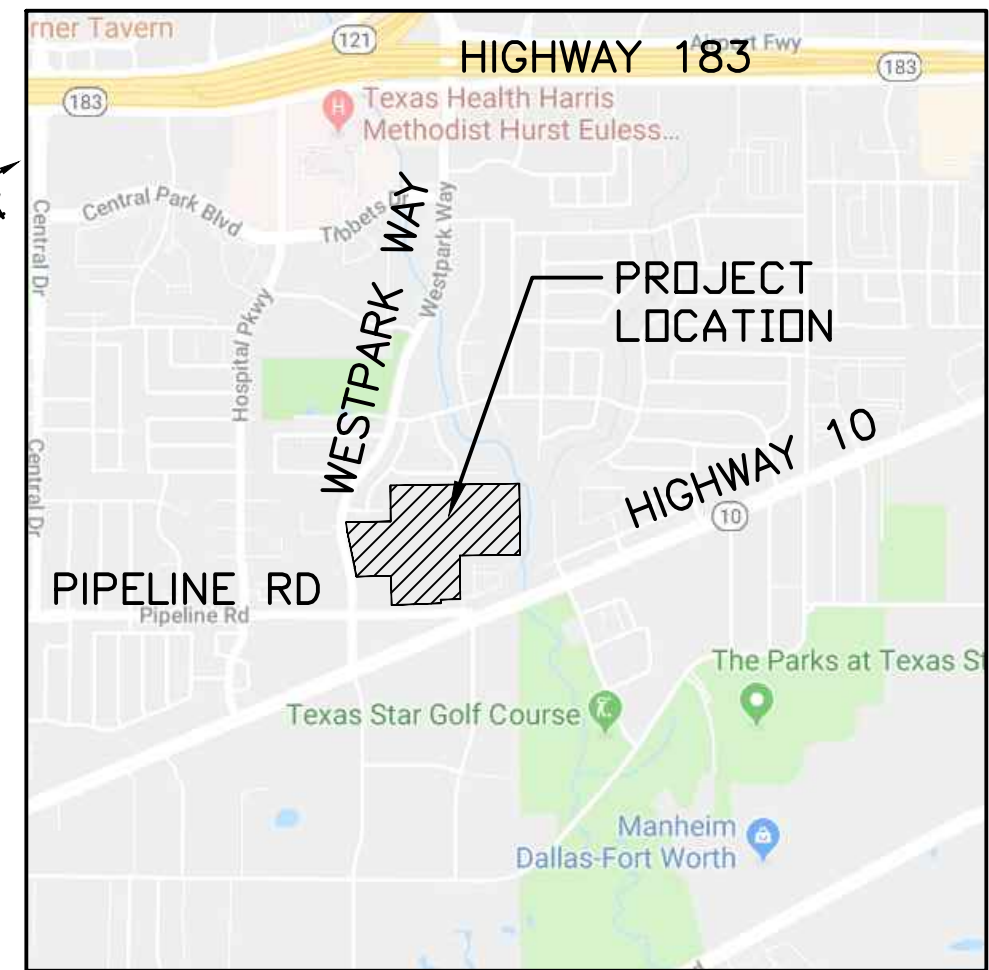 rner Tavern
121
HIGHWAY 183
Airport Fwy
183
183
Texas Health Harris
Methodist Hurst Euless...
Central Dr
Central Park Blvd
Tibbets Dr
WESTPARK WAY
Westpark Way
PROJECT
LOCATION
Hospital Pkwy
Central Dr
HIGHWAY 10
10
PIPELINE RD
Pipeline Rd
The Parks at Texas St
Texas Star Golf Course
Manheim
Dallas-Fort Worth